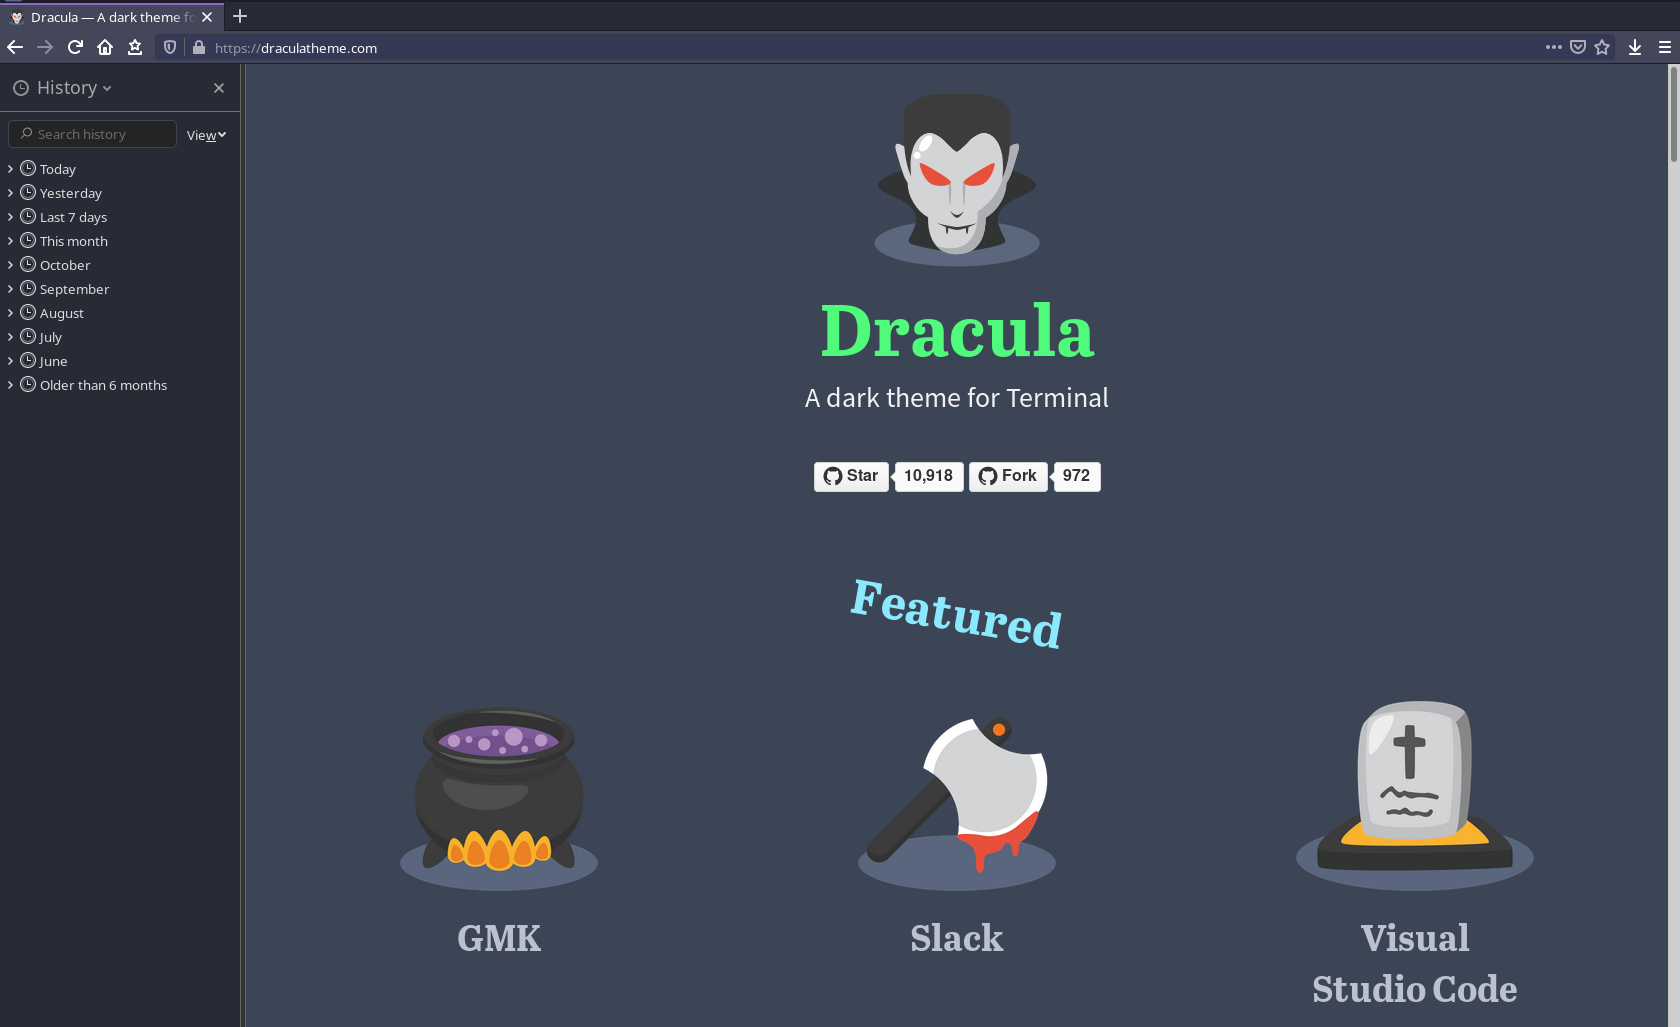 Dracula — A dark theme fo
https://draculatheme.com
History
Search history
View
Today
Yesterday
Last 7 days
This month
October
September
August
July
June
Older than 6 months
Dracula
A dark theme for Terminal
Star 10,918 Fork 972
Featured
GMK
Slack
Visual
Studio Code